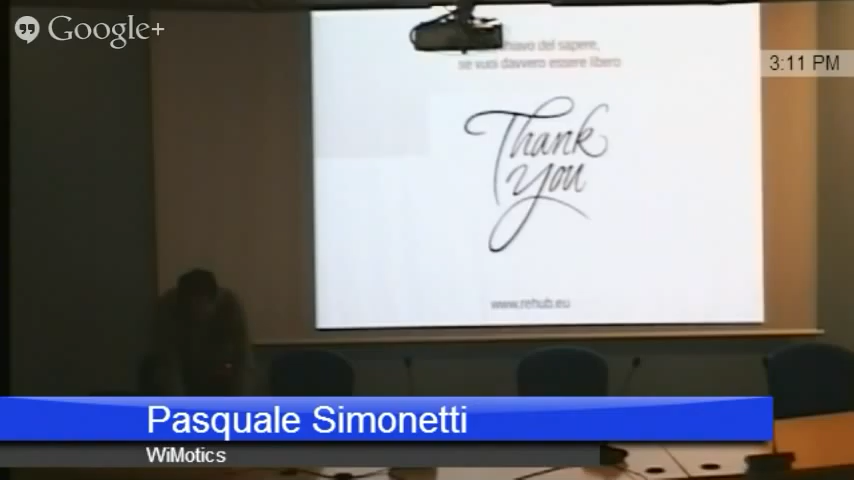 Google+
del sapere,
se vuoi davvero essere libero
3:11 PM
Thank
you
www.rehub.eu
Pasquale Simonetti
WiMotics